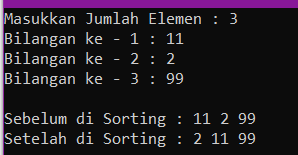 Masukkan Jumlah Elemen : 3
Bilangan ke - 1 : 11
Bilangan ke - 2 : 2
Bilangan ke - 3 : 99
Sebelum di Sorting : 11 2 99
Setelah di Sorting : 2 11 99